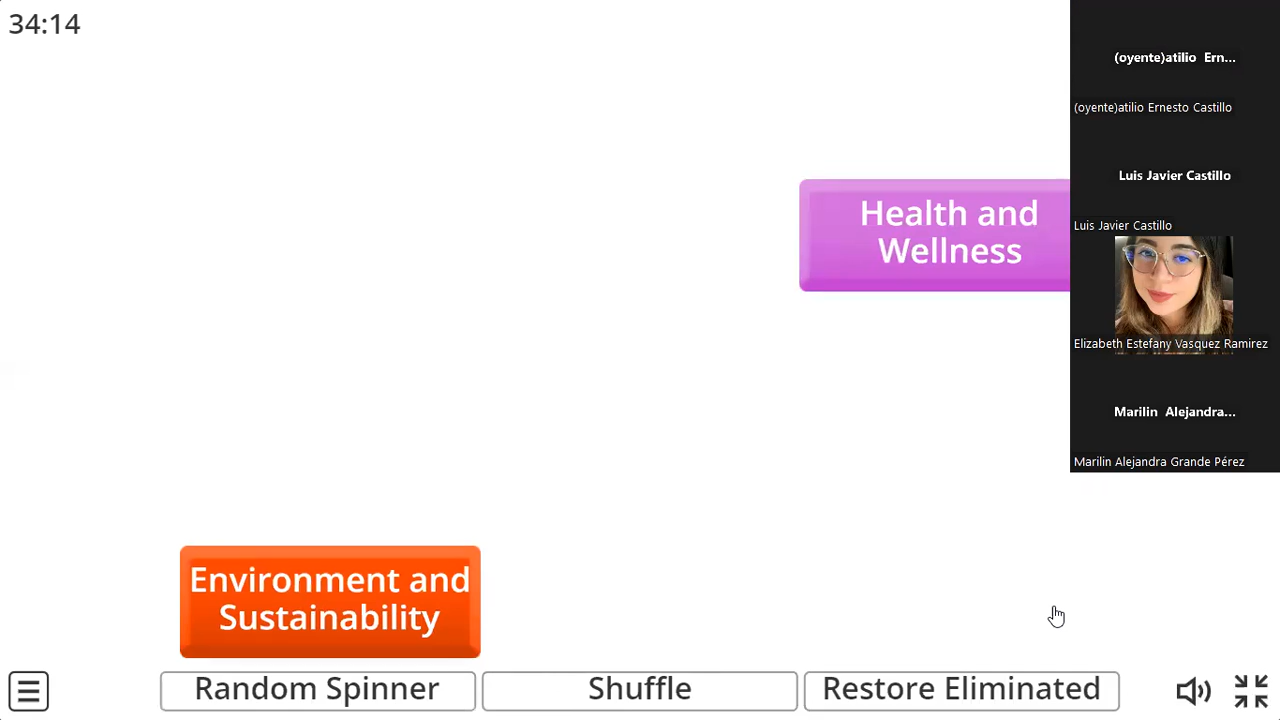 34:14
(oyente)atilio Ern...
(oyente)atilio Ernesto Castillo
Luis Javier Castillo
Luis Javier Castillo
Health and
Wellness
Elizabeth Estefany Vasquez Ramirez
Marilin Alejandra...
Marilin Alejandra Grande Pérez
Environment and
Sustainability
Random Spinner
Shuffle
Restore Eliminated